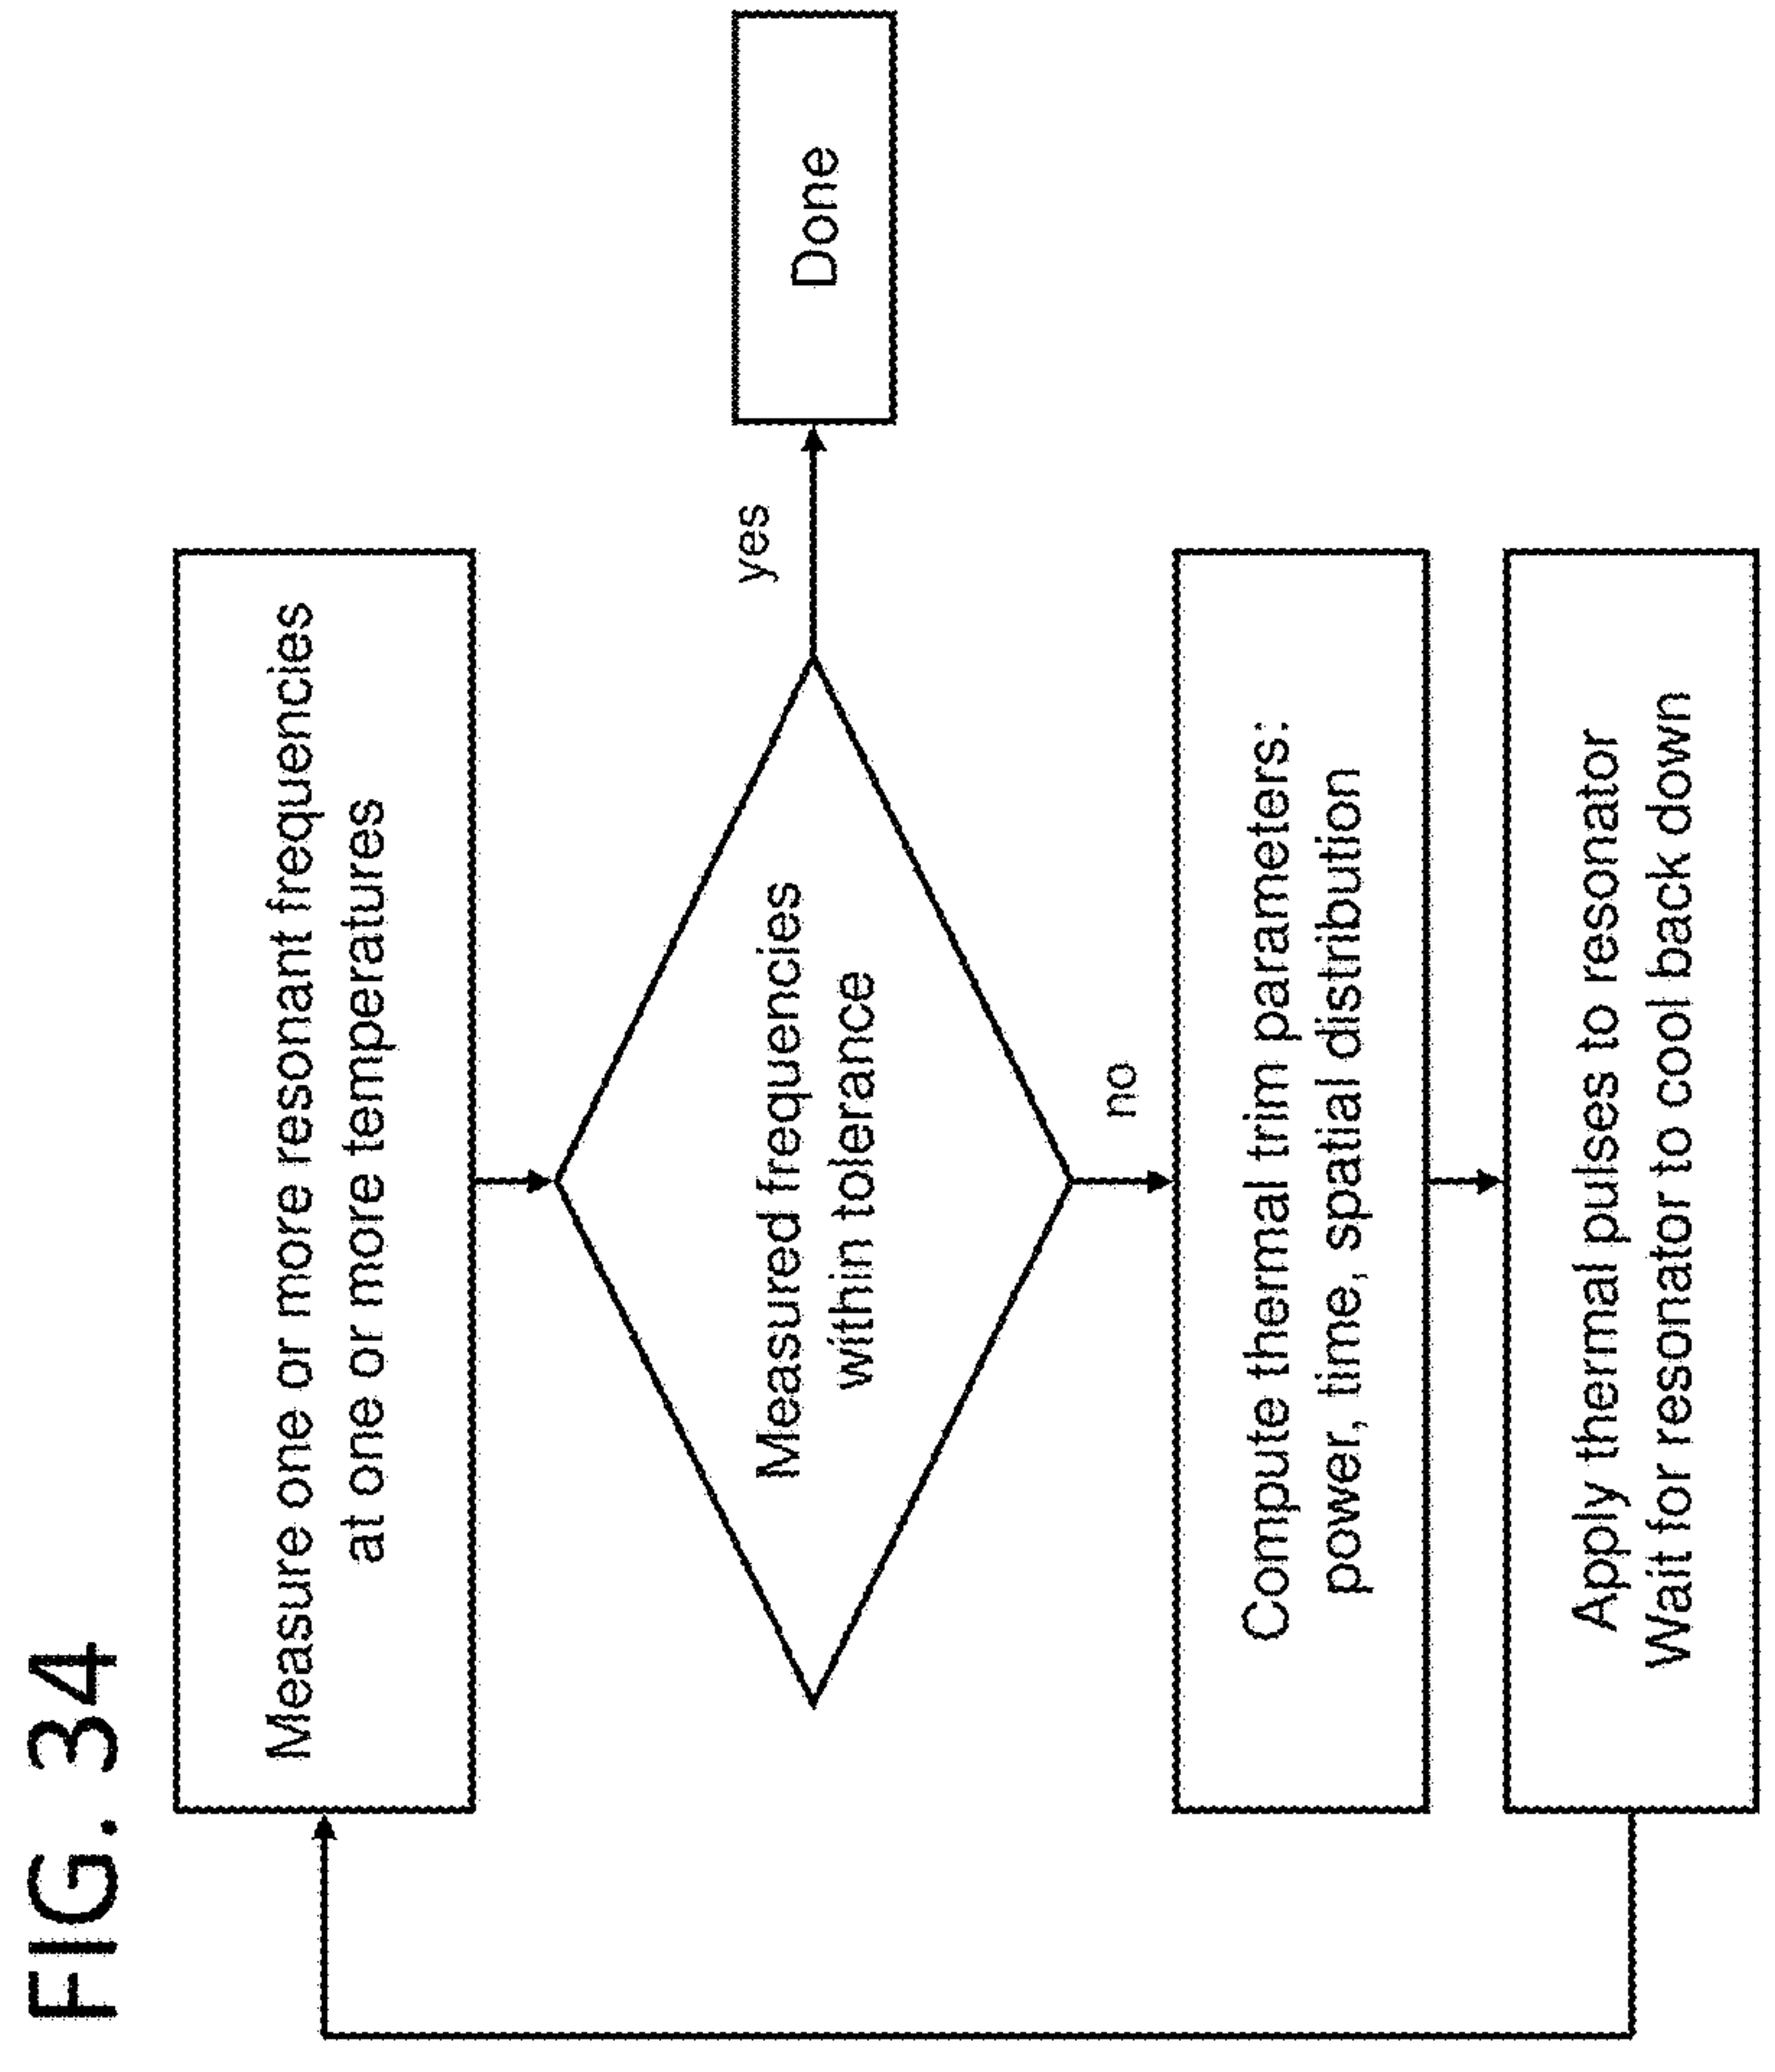 FIG. 34
Measure one or more resonant frequencies
at one or more temperatures
Measured frequencies
within tolerance
yes
Done
no
Compute thermal trim parameters:
power, time, spatial distribution
Apply thermal pulses to resonator
Wait for resonator to cool back down